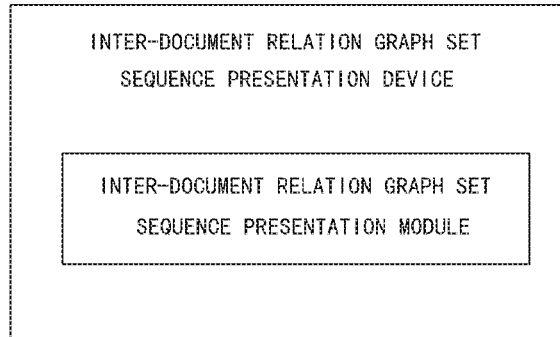 INTER-DOCUMENT RELATION GRAPH SET
SEQUENCE PRESENTATION DEVICE
INTER-DOCUMENT RELATION GRAPH SET
SEQUENCE PRESENTATION MODULE